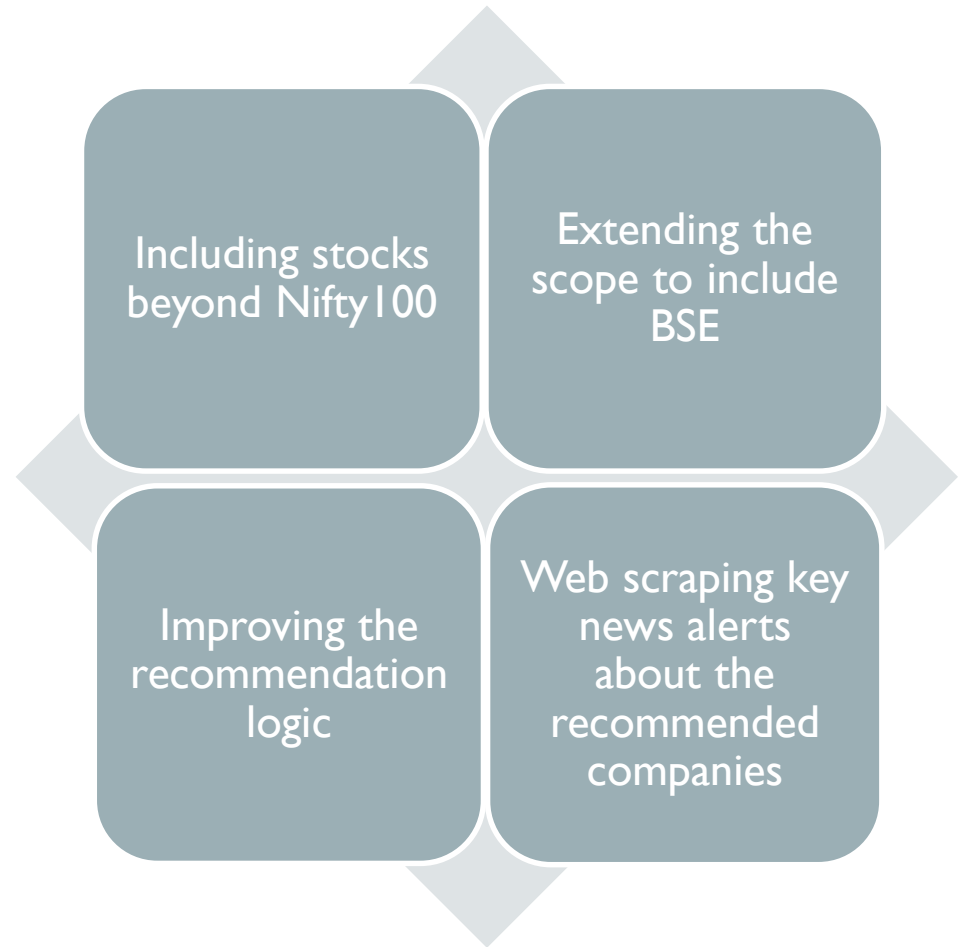 Including stocks
beyond Nifty100
Extending the
scope to include
BSE
Improving the
recommendation
logic
Web scraping key
news alerts
about the
recommended
companies